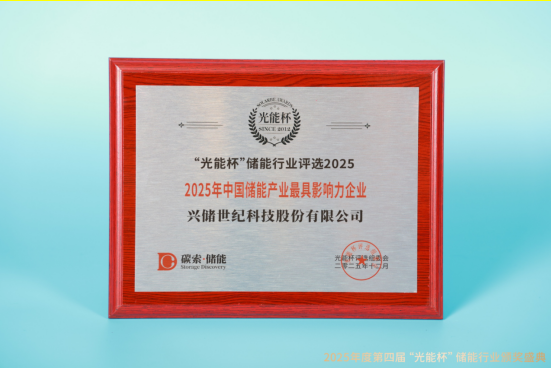 光能杯
SINCE 2012
“光能杯”储能行业评选2025
2025年中国储能产业最具影响力企业
兴储世纪科技股份有限公司
碳索·储能
Storage Discovery
光能杯评选组委会
二零二五年十二月
2025年度第四届“光能杯”储能行业